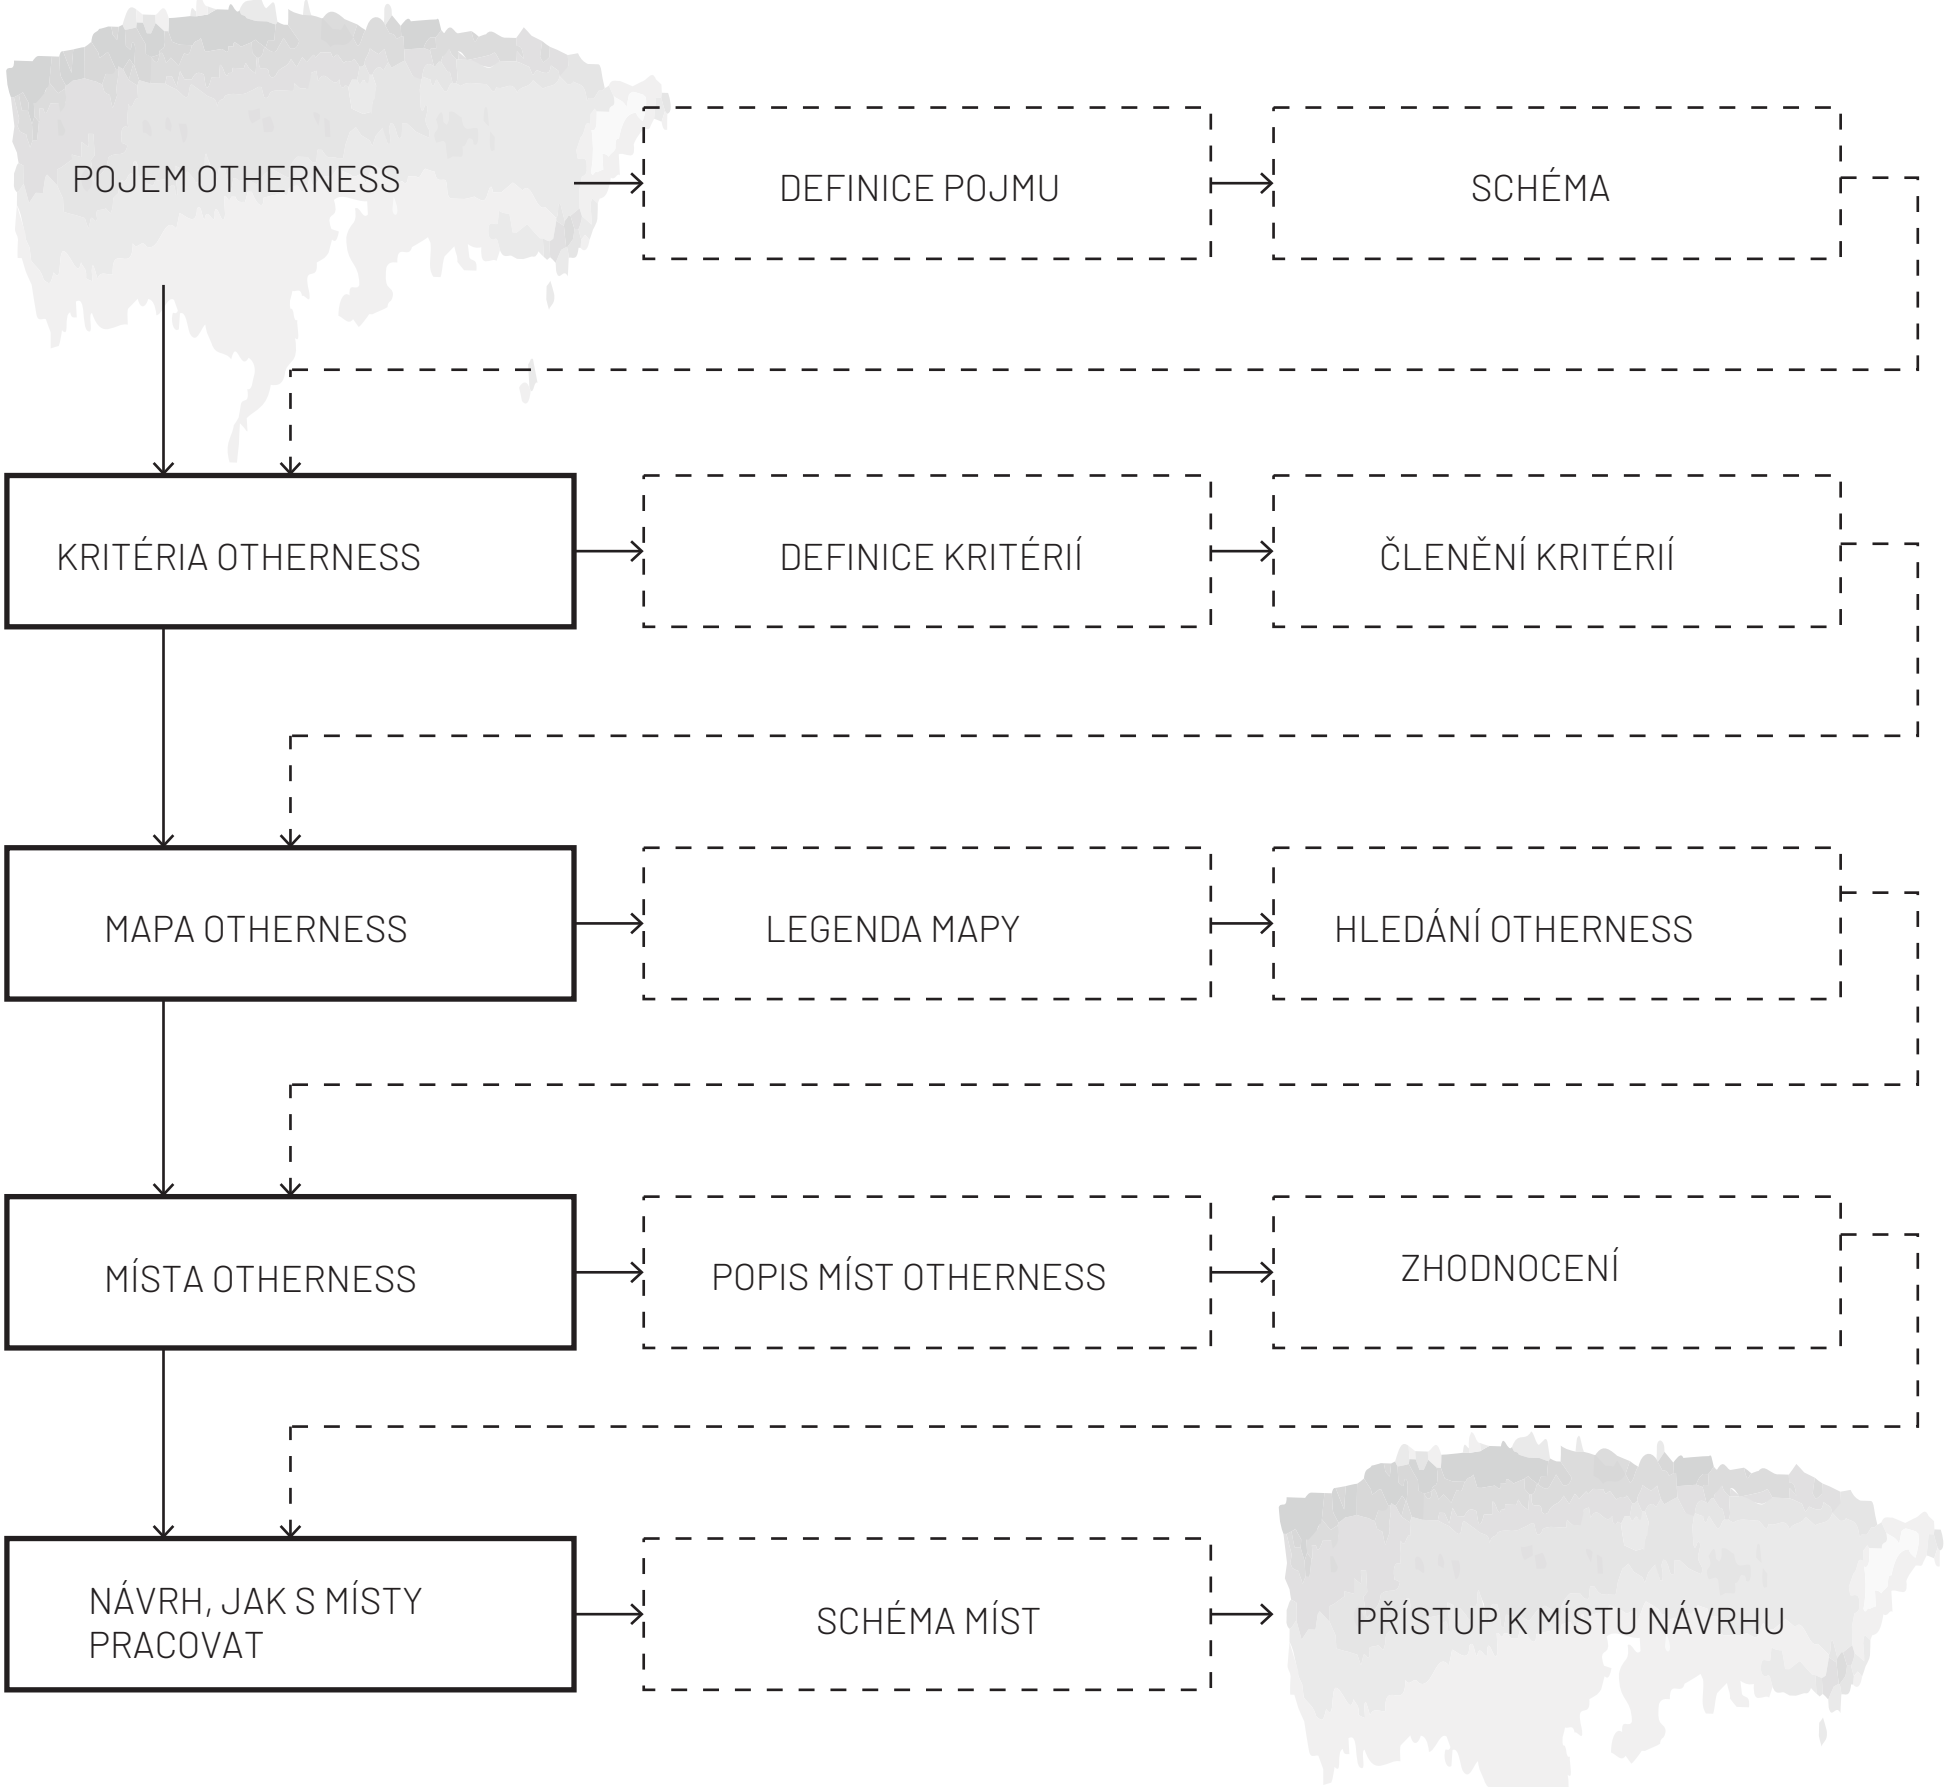 POJEM OTHERNESS
DEFINICE POJMU
SCHÉMA
KRITÉRIA OTHERNESS
DEFINICE KRITÉRIÍ
ČLENĚNÍ KRITÉRIÍ
MAPA OTHERNESS
LEGENDA MAPY
HLEDÁNÍ OTHERNESS
MÍSTA OTHERNESS
POPIS MÍST OTHERNESS
ZHODNOCENÍ
NÁVRH, JAK S MÍSTY
PRACOVAT
SCHÉMA MÍST
PŘÍSTUP K MÍSTU NÁVRHU